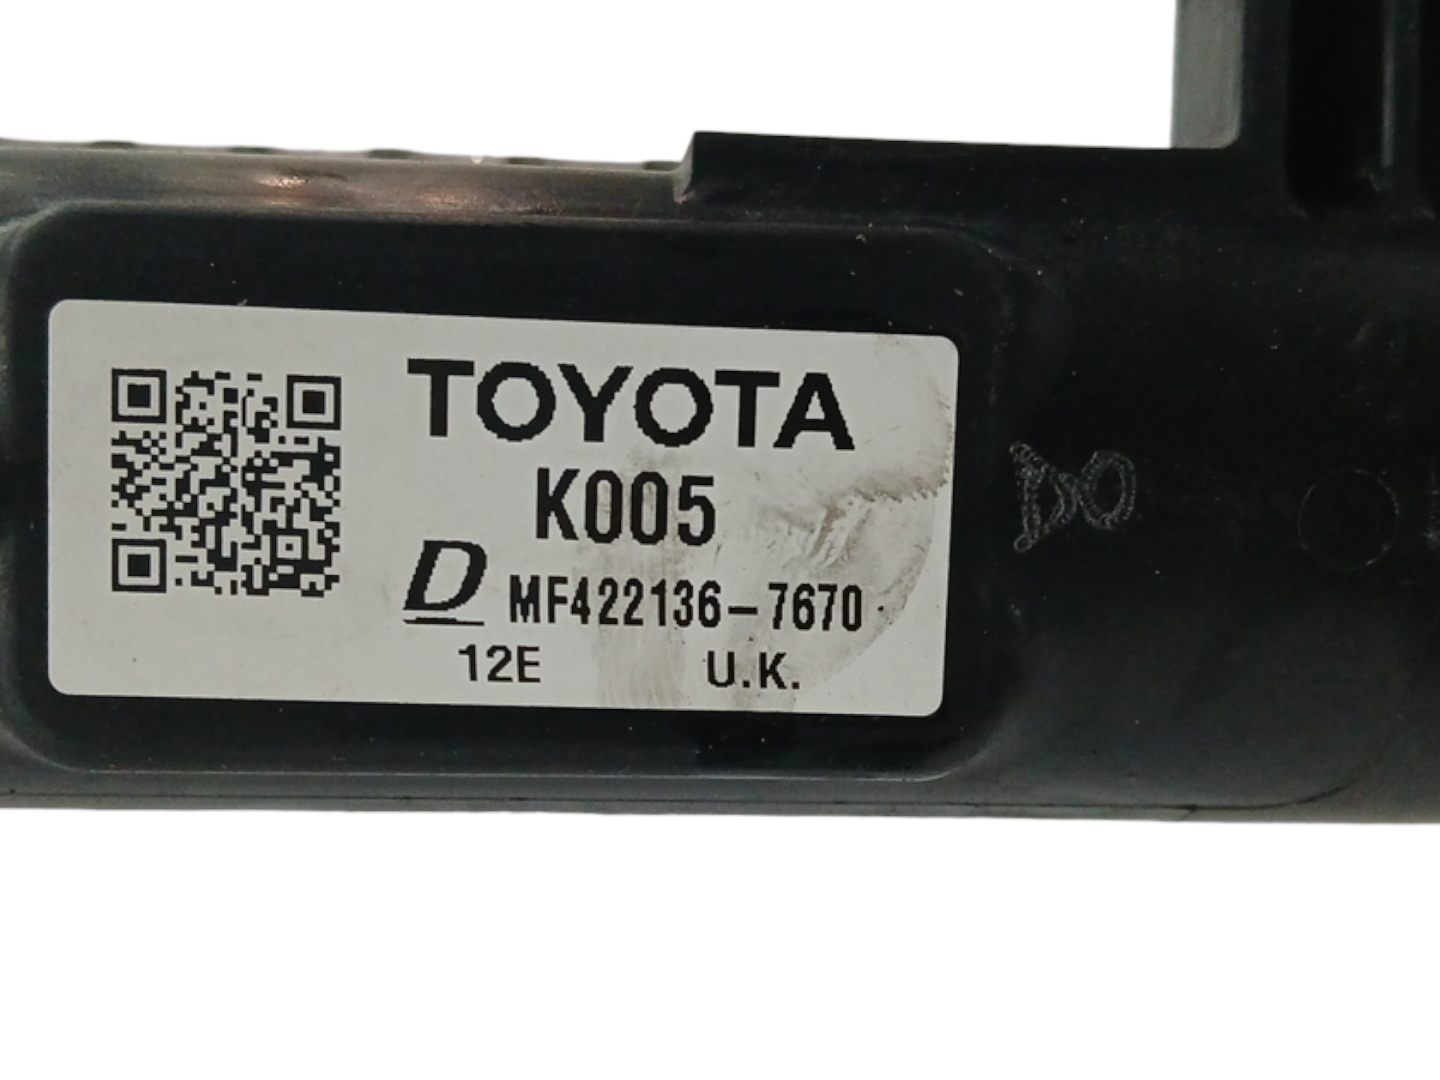 TOYOTA
K005
D MF422136-7670
12E U.K.